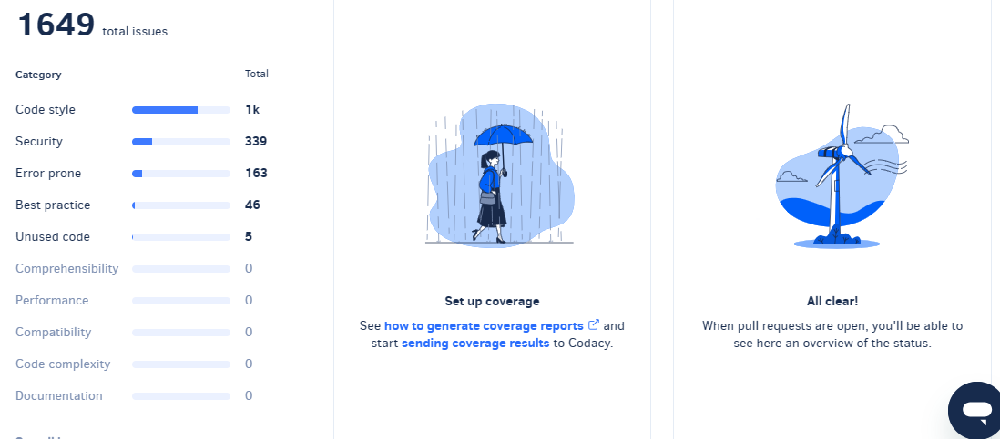 1649 total issues
Category Total
Code style 1k
Security 339
Error prone 163
Best practice 46
Unused code 5
Comprehensibility 0
Performance 0
Compatibility 0
Code complexity 0
Documentation 0
Set up coverage
See how to generate coverage reports and
start sending coverage results to Codacy.
All clear!
When pull requests are open, you'll be able to
see here an overview of the status.